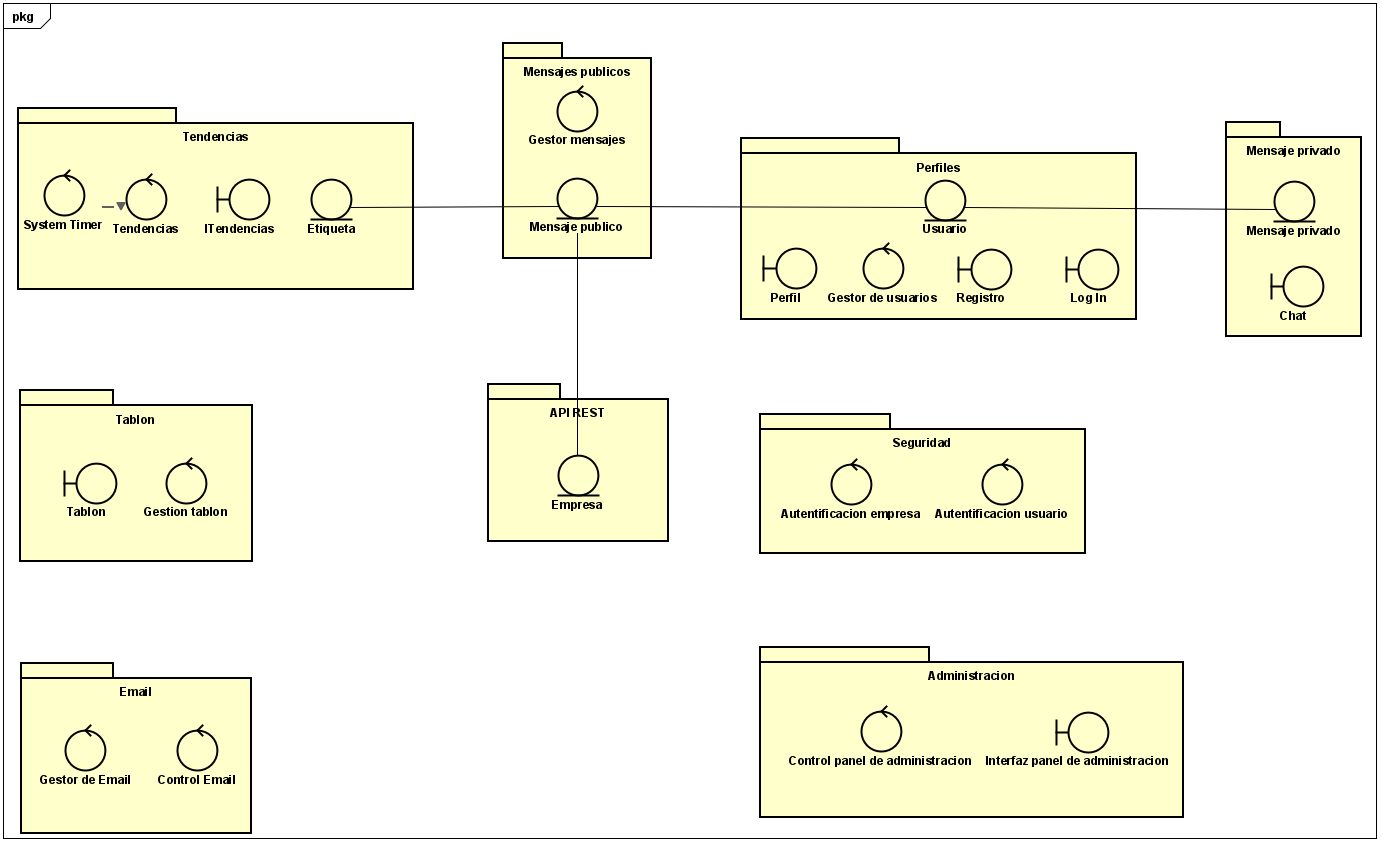 pkg
Mensajes publicos
Gestor mensajes
Mensaje publico
Tendencias
System Timer
Tendencias
ITendencias
Etiqueta
Perfiles
Usuario
Perfil
Gestor de usuarios
Registro
Log In
Mensaje privado
Mensaje privado
Chat
Tablon
Tablon
Gestion tablon
API REST
Empresa
Seguridad
Autentificacion empresa
Autentificacion usuario
Email
Gestor de Email
Control Email
Administracion
Control panel de administracion
Interfaz panel de administracion